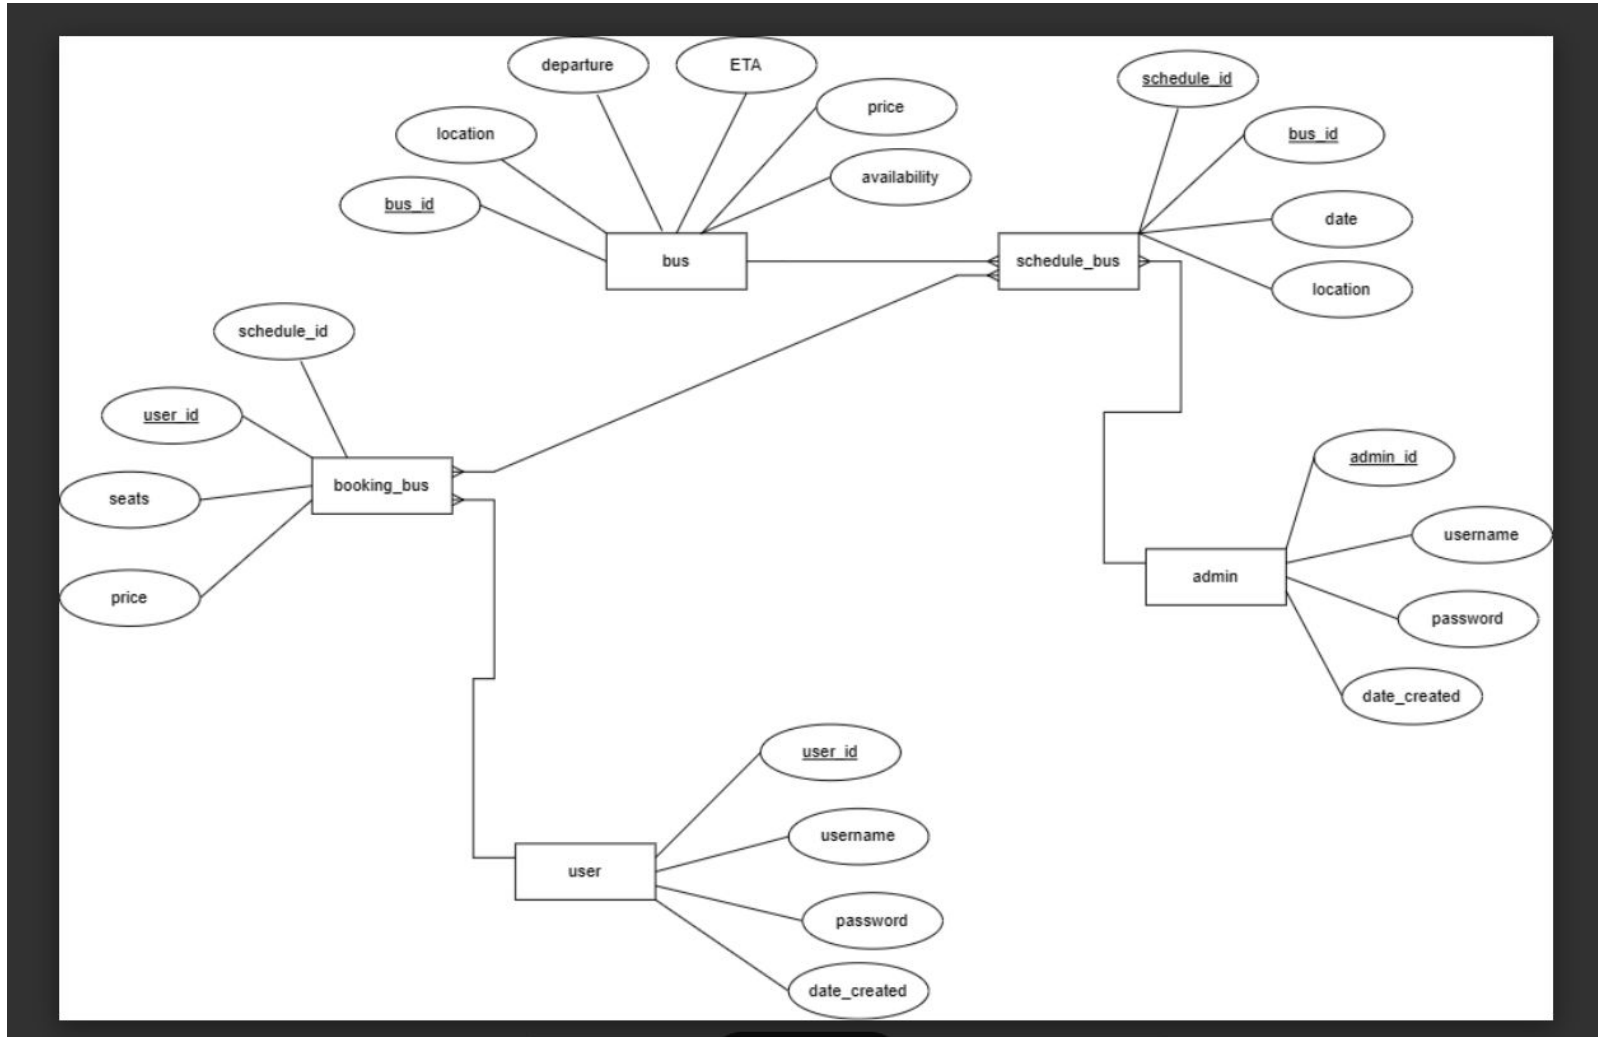 departure
ETA
price
availability
location
bus_id
bus
schedule_id
bus_id
date
location
schedule_bus
schedule_id
user_id
seats
price
booking_bus
admin_id
username
password
date_created
admin
user_id
username
password
date_created
user